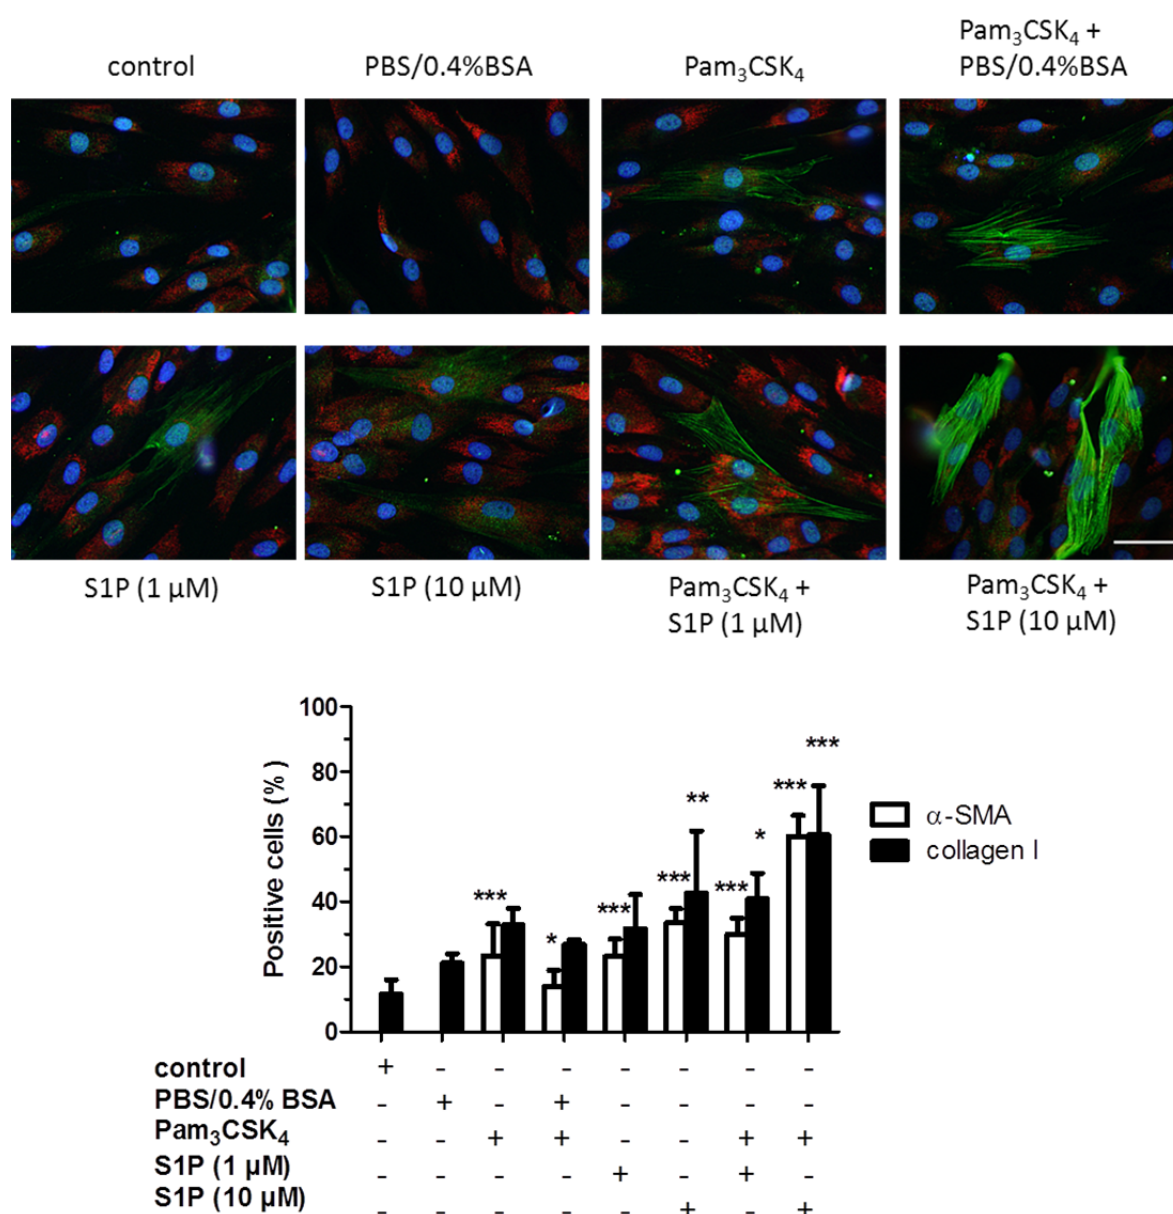 control PBS/0.4%BSA Pam₃CSK₄ Pam₃CSK₄ +
PBS/0.4%BSA
S1P (1 µM) S1P (10 µM) Pam₃CSK₄ +
S1P (1 µM) Pam₃CSK₄ +
S1P (10 µM)
Positive cells (%)
100
80
60
40
20
0
*** * *** *** ** *** * *** ***
α-SMA
collagen I
control + - - - - - - -
PBS/0.4% BSA - + - + - - - -
Pam₃CSK₄ - - + + - - + +
S1P (1 µM) - - - - + - + -
S1P (10 µM) - - - - - + - +